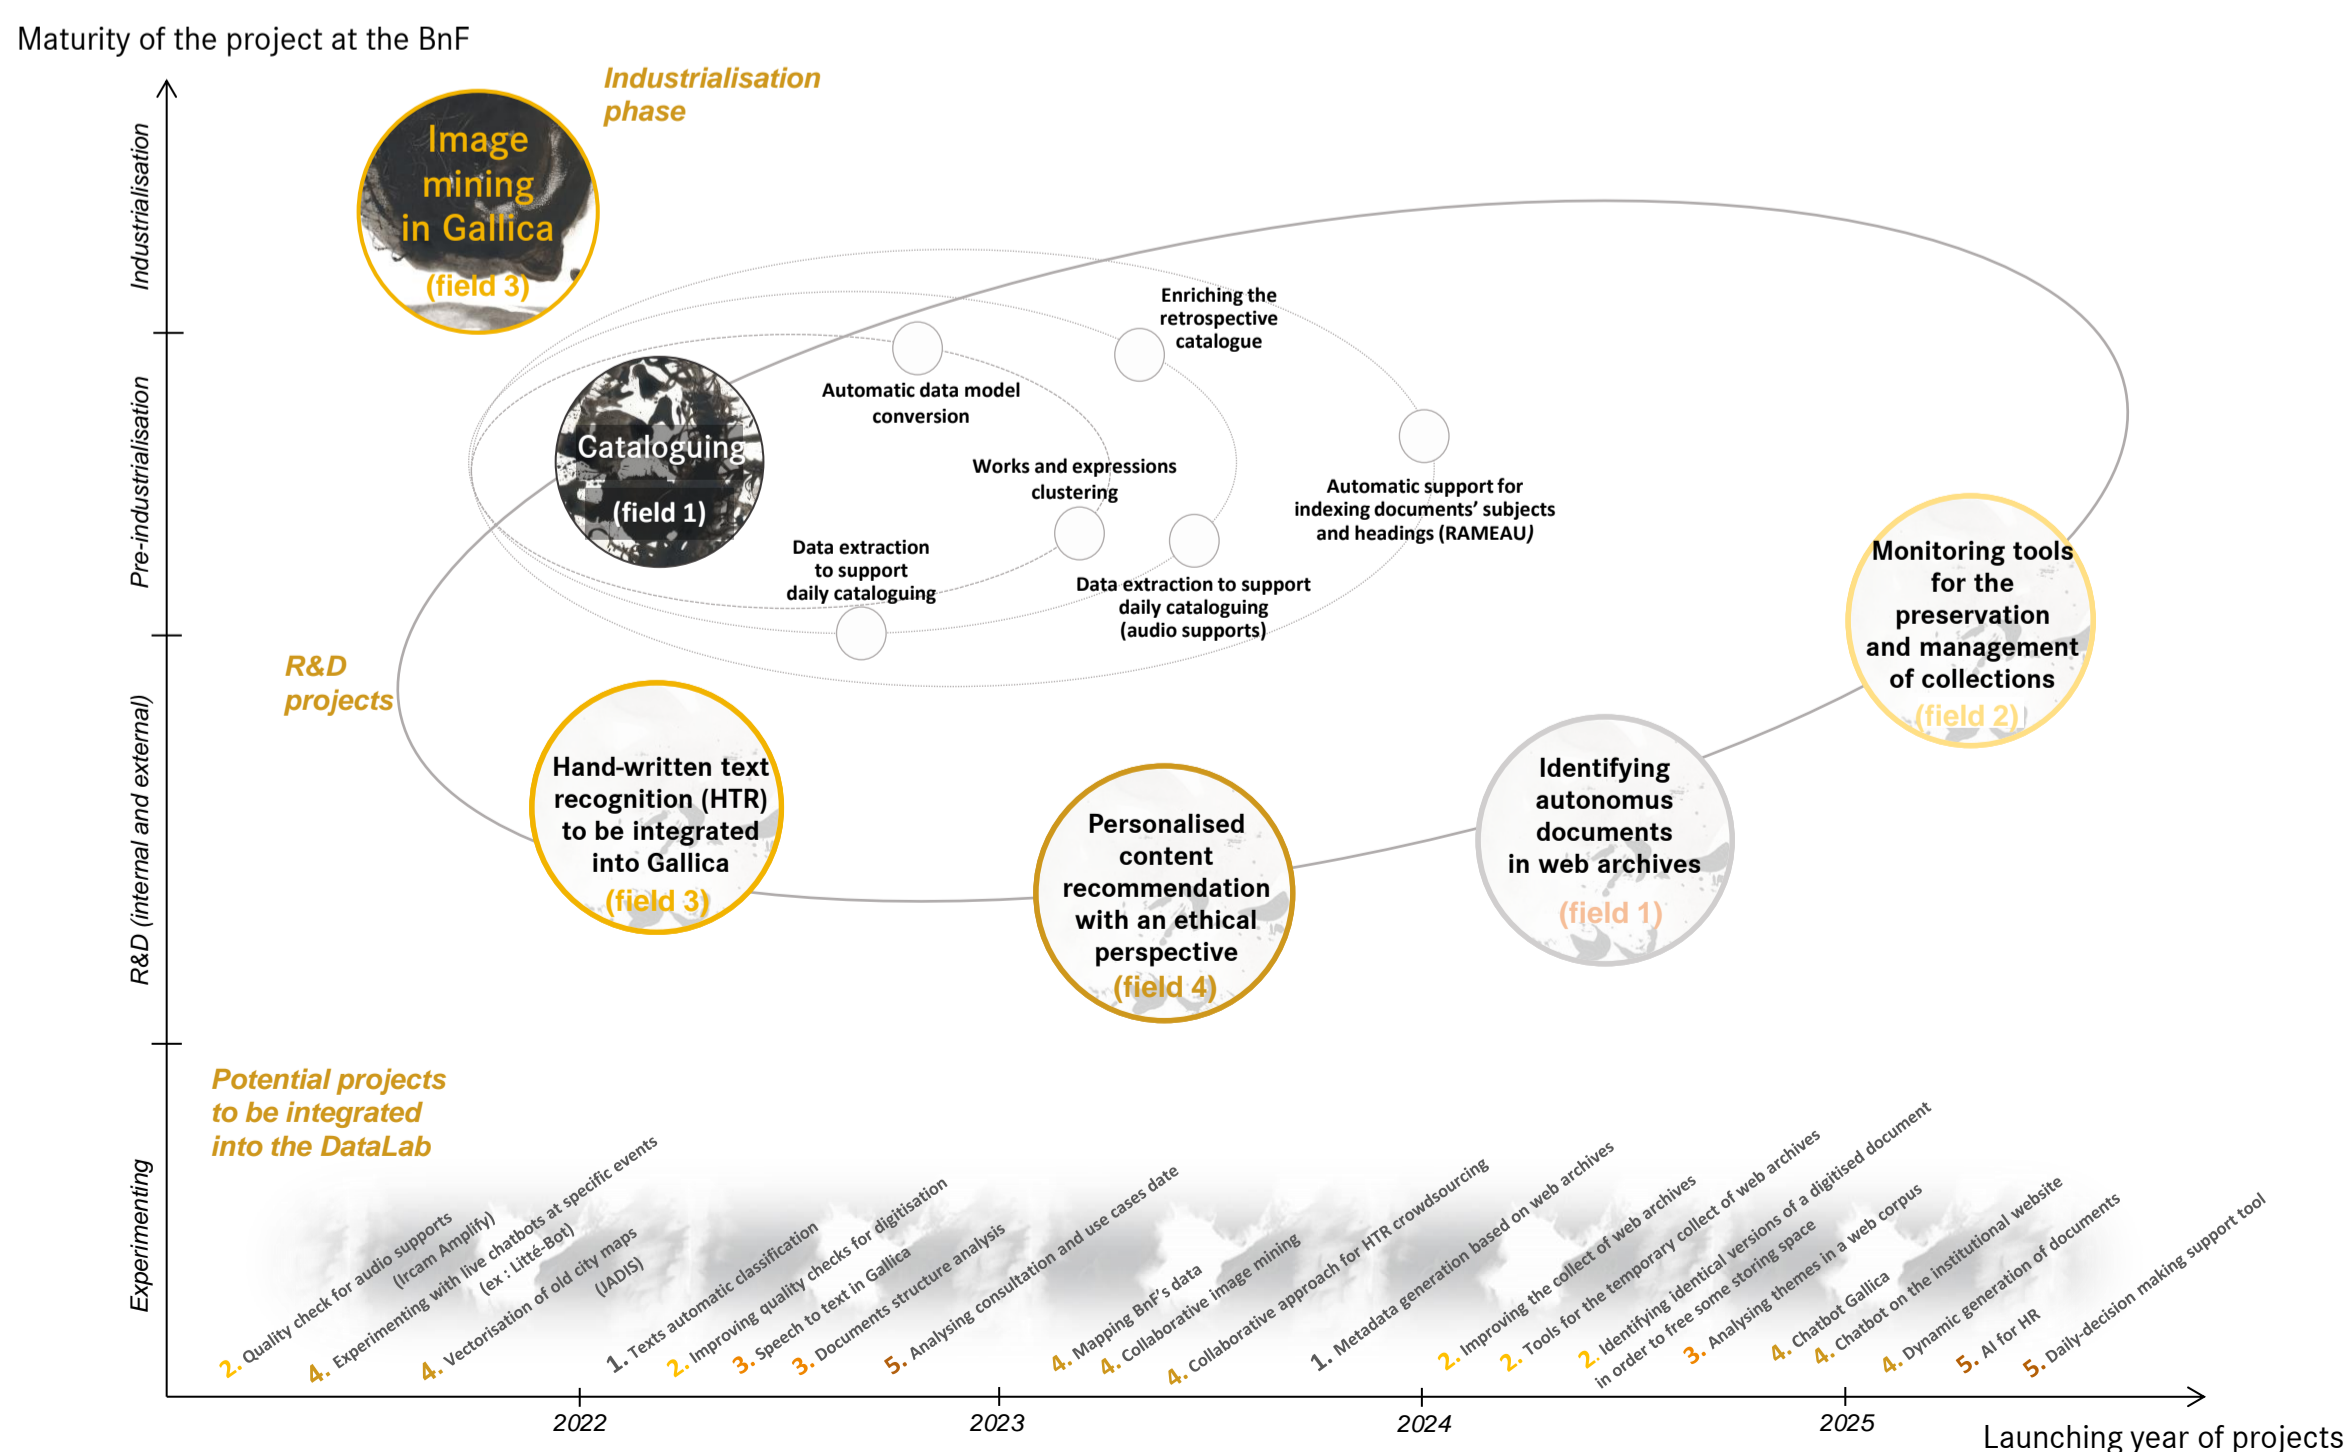 Maturity of the project at the BnF
Industrialisation
phase
Industrialisation
Image
mining
in Gallica
(field 3)
Enriching the
retrospective
catalogue
Automatic data model
conversion
Pre-industrialisation
Cataloguing
(field 1)
Works and expressions
clustering
Automatic support for
indexing documents’ subjects
and headings (RAMEAU)
Data extraction
to support
daily cataloguing
Data extraction to support
daily cataloguing
(audio supports)
Monitoring tools
for the
preservation
and management
of collections
(field 2)
R&D
projects
R&D (internal and external)
Hand-written text
recognition (HTR)
to be integrated
into Gallica
(field 3)
Personalised
content
recommendation
with an ethical
perspective
(field 4)
Identifying
autonomus
documents
in web archives
(field 1)
Potential projects
to be integrated
into the DataLab
Experimenting
2. Quality check for audio supports
(Ircam Amplify)
4. Experimenting with live chatbots at specific events
(ex : Litté-Bot)
4. Vectorisation of old city maps
(JADIS)
1. Texts automatic classification
2. Improving quality checks for digitisation
3. Speech to text in Gallica
3. Documents structure analysis
5. Analysing consultation and use cases date
4. Mapping BnF’s data
4. Collaborative image mining
4. Collaborative approach for HTR crowdsourcing
1. Metadata generation based on web archives
2. Improving the collect of web archives
2. Tools for the temporary collect of web archives
2. Identifying identical versions of a digitised document
in order to free some storing space
3. Analysing themes in a web corpus
4. Chatbot Gallica
4. Chatbot on the institutional website
4. Dynamic generation of documents
5. AI for HR
5. Daily-decision making support tool
2022
2023
2024
2025
Launching year of projects